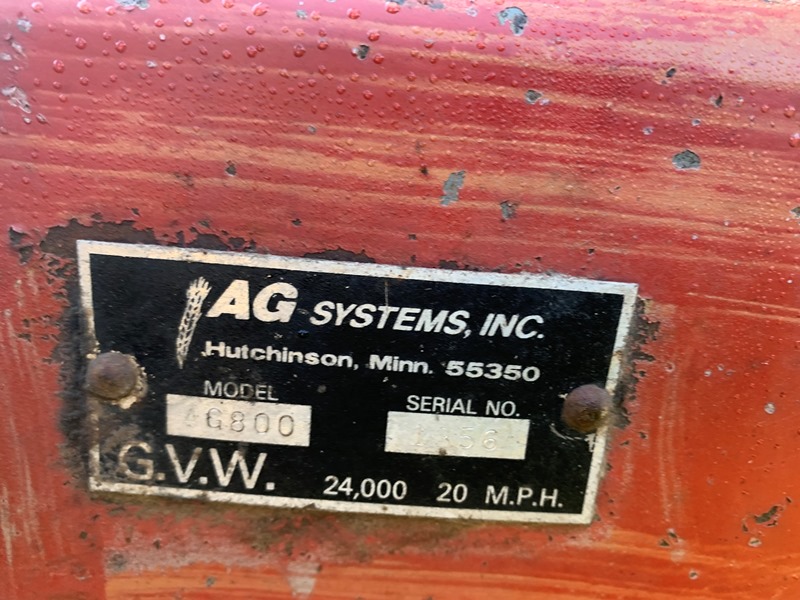 AG SYSTEMS, INC.
Hutchinson, Minn. 55350
MODEL SERIAL NO.
AG800
G.V.W. 24,000 20 M.P.H.